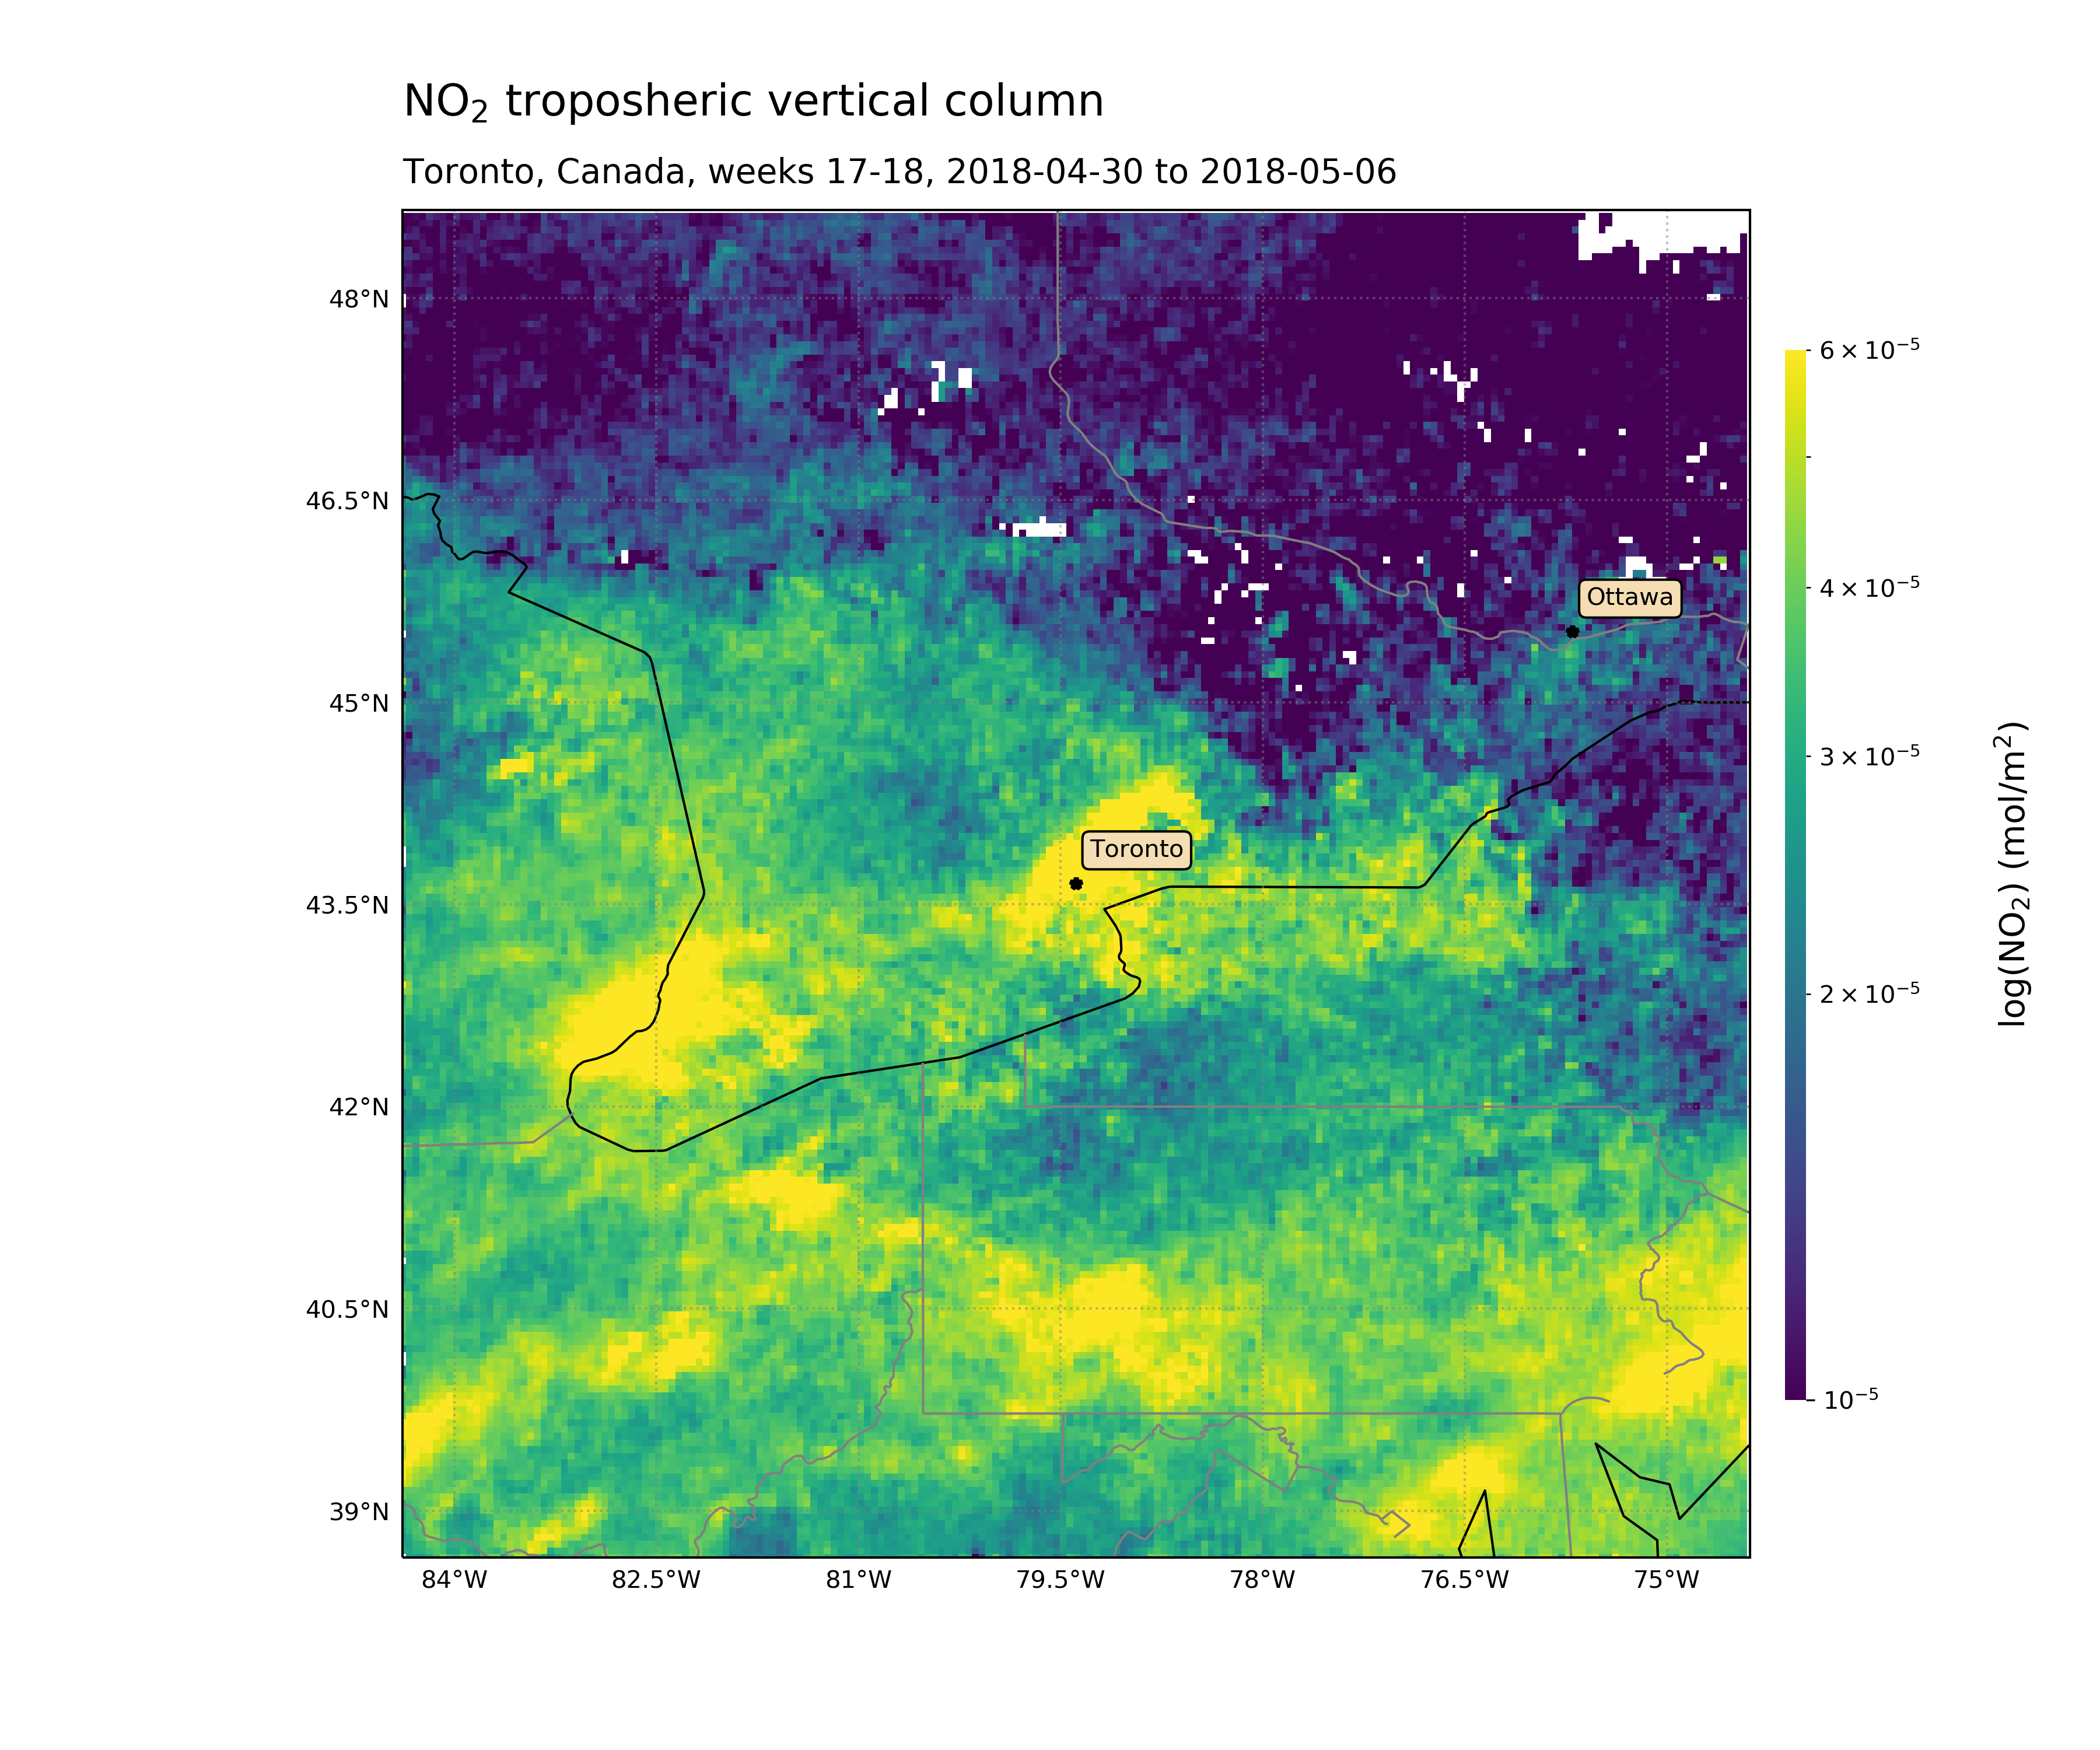 NO₂ troposheric vertical column
Toronto, Canada, weeks 17-18, 2018-04-30 to 2018-05-06
48°N
46.5°N
45°N
43.5°N
42°N
40.5°N
39°N
84°W 82.5°W 81°W 79.5°W 78°W 76.5°W 75°W
Ottawa
Toronto
6 × 10⁻⁵
4 × 10⁻⁵
3 × 10⁻⁵
2 × 10⁻⁵
10⁻⁵
log(NO₂) (mol/m²)